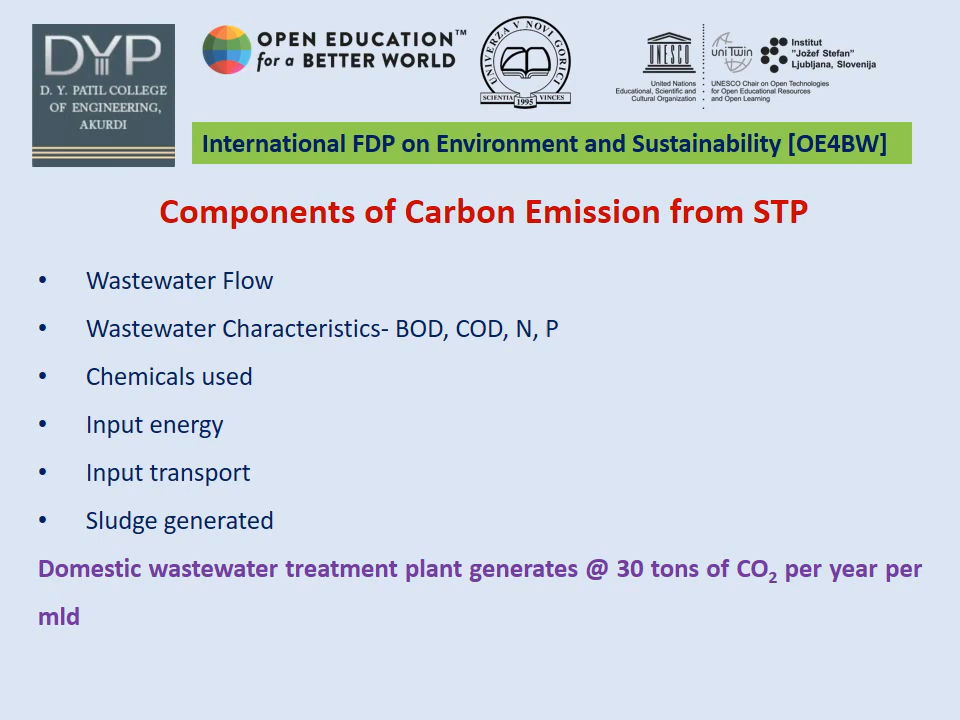 DYP
D. Y. PATIL COLLEGE
OF ENGINEERING,
AKURDI
OPEN EDUCATION™
for a BETTER WORLD
UNIVERZA V NOVI GORICI
SCIENTIA VINCES
1995
UNESCO
United Nations
Educational, Scientific and
Cultural Organization
uniTwin
UNESCO Chair on Open Technologies
for Open Educational Resources
and Open Learning
Institut
"Jožef Stefan"
Ljubljana, Slovenija
International FDP on Environment and Sustainability [OE4BW]
Components of Carbon Emission from STP
• Wastewater Flow
• Wastewater Characteristics- BOD, COD, N, P
• Chemicals used
• Input energy
• Input transport
• Sludge generated
Domestic wastewater treatment plant generates @ 30 tons of CO₂ per year per
mld